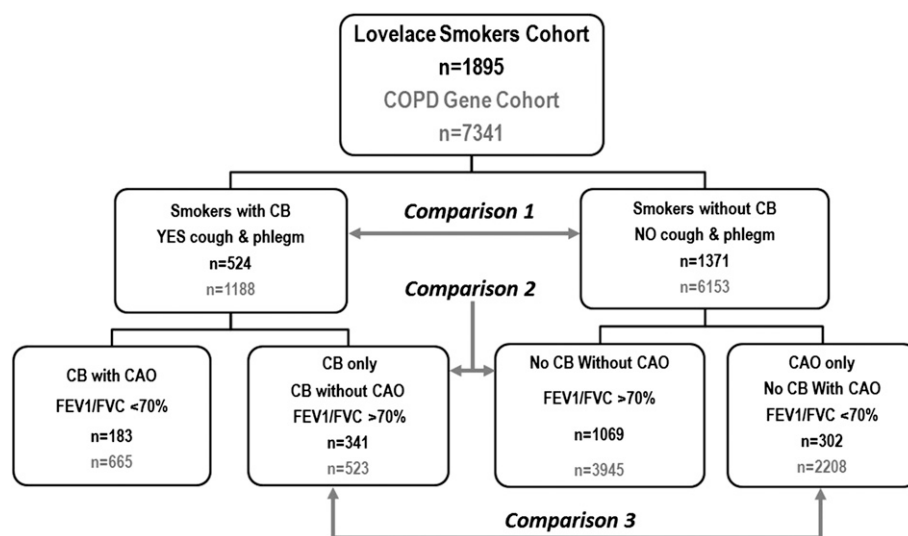 Lovelace Smokers Cohort
n=1895
COPD Gene Cohort
n=7341
Smokers with CB
YES cough & phlegm
n=524
n=1188
Comparison 1
Smokers without CB
NO cough & phlegm
n=1371
n=6153
Comparison 2
CB with CAO
FEV1/FVC <70%
n=183
n=665
CB only
CB without CAO
FEV1/FVC >70%
n=341
n=523
No CB Without CAO
FEV1/FVC >70%
n=1069
n=3945
CAO only
No CB With CAO
FEV1/FVC <70%
n=302
n=2208
Comparison 3